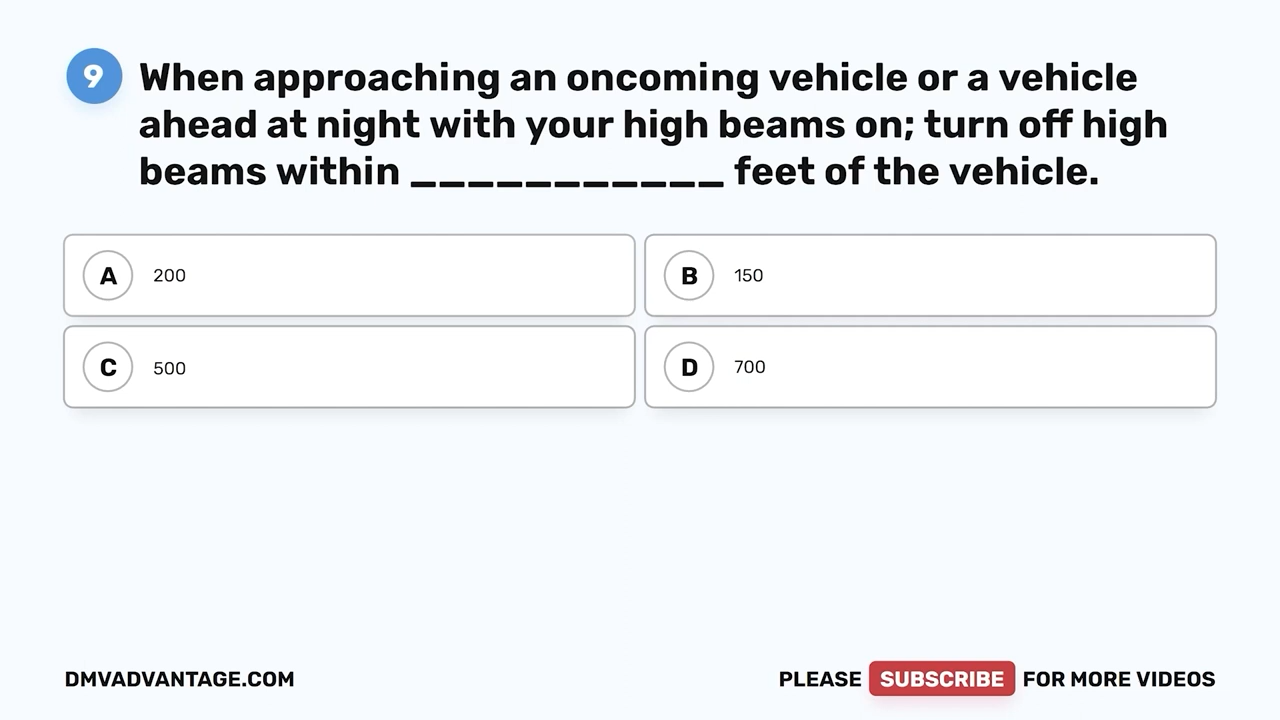 9 When approaching an oncoming vehicle or a vehicle
ahead at night with your high beams on; turn off high
beams within ___________ feet of the vehicle.
A 200
B 150
C 500
D 700
DMVADVANTAGE.COM
PLEASE SUBSCRIBE FOR MORE VIDEOS